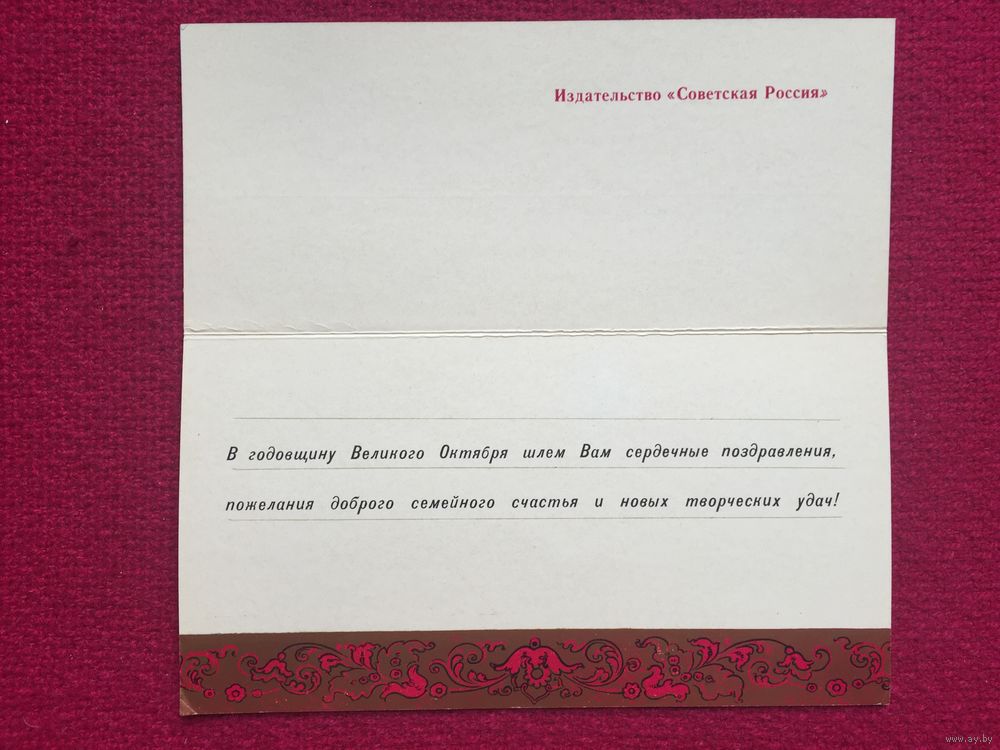 Издательство «Советская Россия»
В годовщину Великого Октября шлем Вам сердечные поздравления,
пожелания доброго семейного счастья и новых творческих удач!
www.ay.by